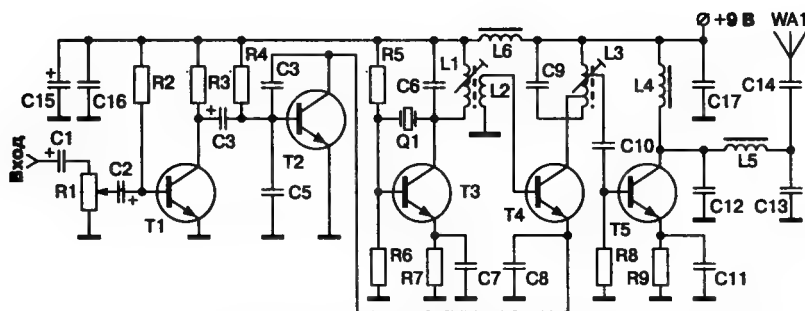 +9 В
WA1
R4
L6
L3
R5
L1
C3
R2
R3
C6
C9
L4
C14
C15
C16
L2
C17
Вход
C1
C3
Q1
T2
C10
L5
R1
C2
T3
C5
T4
T5
C12
C13
T1
R6
R7
C7
C8
R8
R9
C11